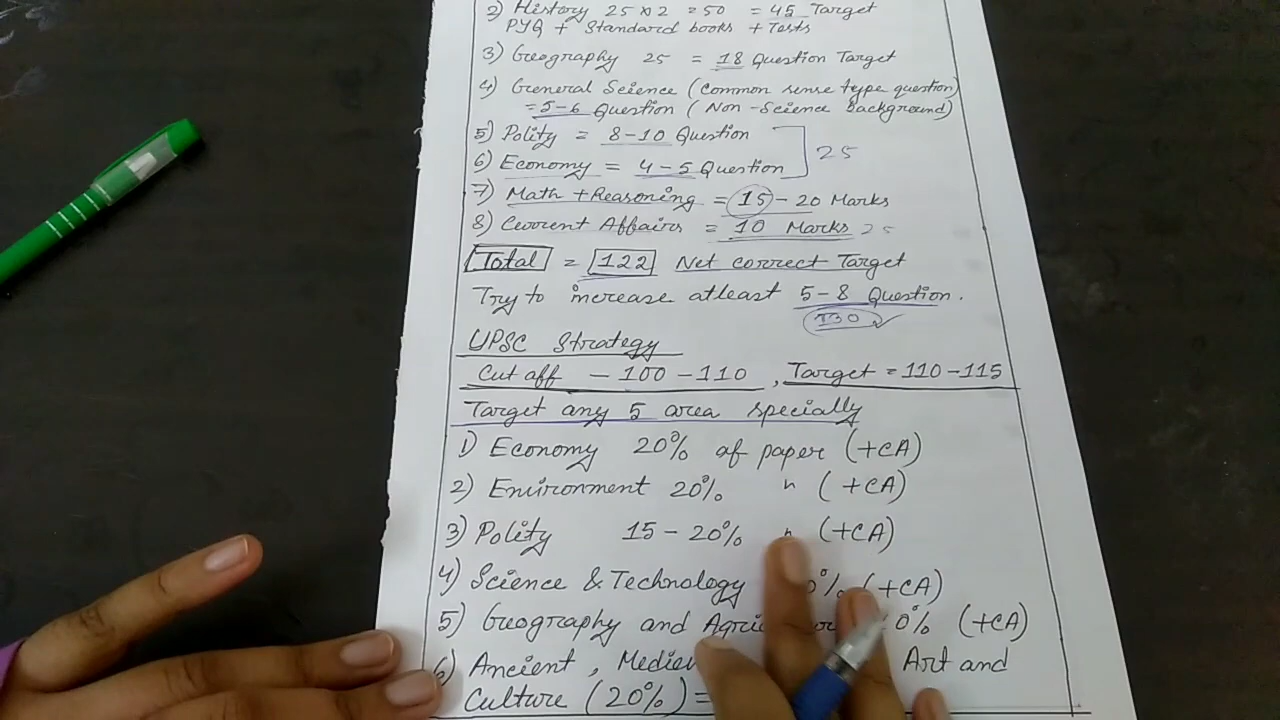 2) History 25 x 2 = 50 = 45 Target
PYQ + Standard books + Tests
3) Geography 25 = 18 Question Target
4) General Science (Common sense type question)
= 5-6 Question (Non-Science background)
5) Polity = 8-10 Question
6) Economy = 4-5 Question
25
7) Math + Reasoning = 15 - 20 Marks
8) Current Affairs = 10 Marks 25
Total = 122 Net correct Target
Try to increase atleast 5-8 Question.
130
UPSC Strategy
Cut off - 100 - 110, Target = 110-115
Target any 5 area specially
1) Economy 20% of paper (+CA)
2) Environment 20% " (+CA)
3) Polity 15 - 20% " (+CA)
4) Science & Technology 0% (+CA)
5) Geography and 0% (+CA)
6) Ancient, Art and
Culture (20%) =